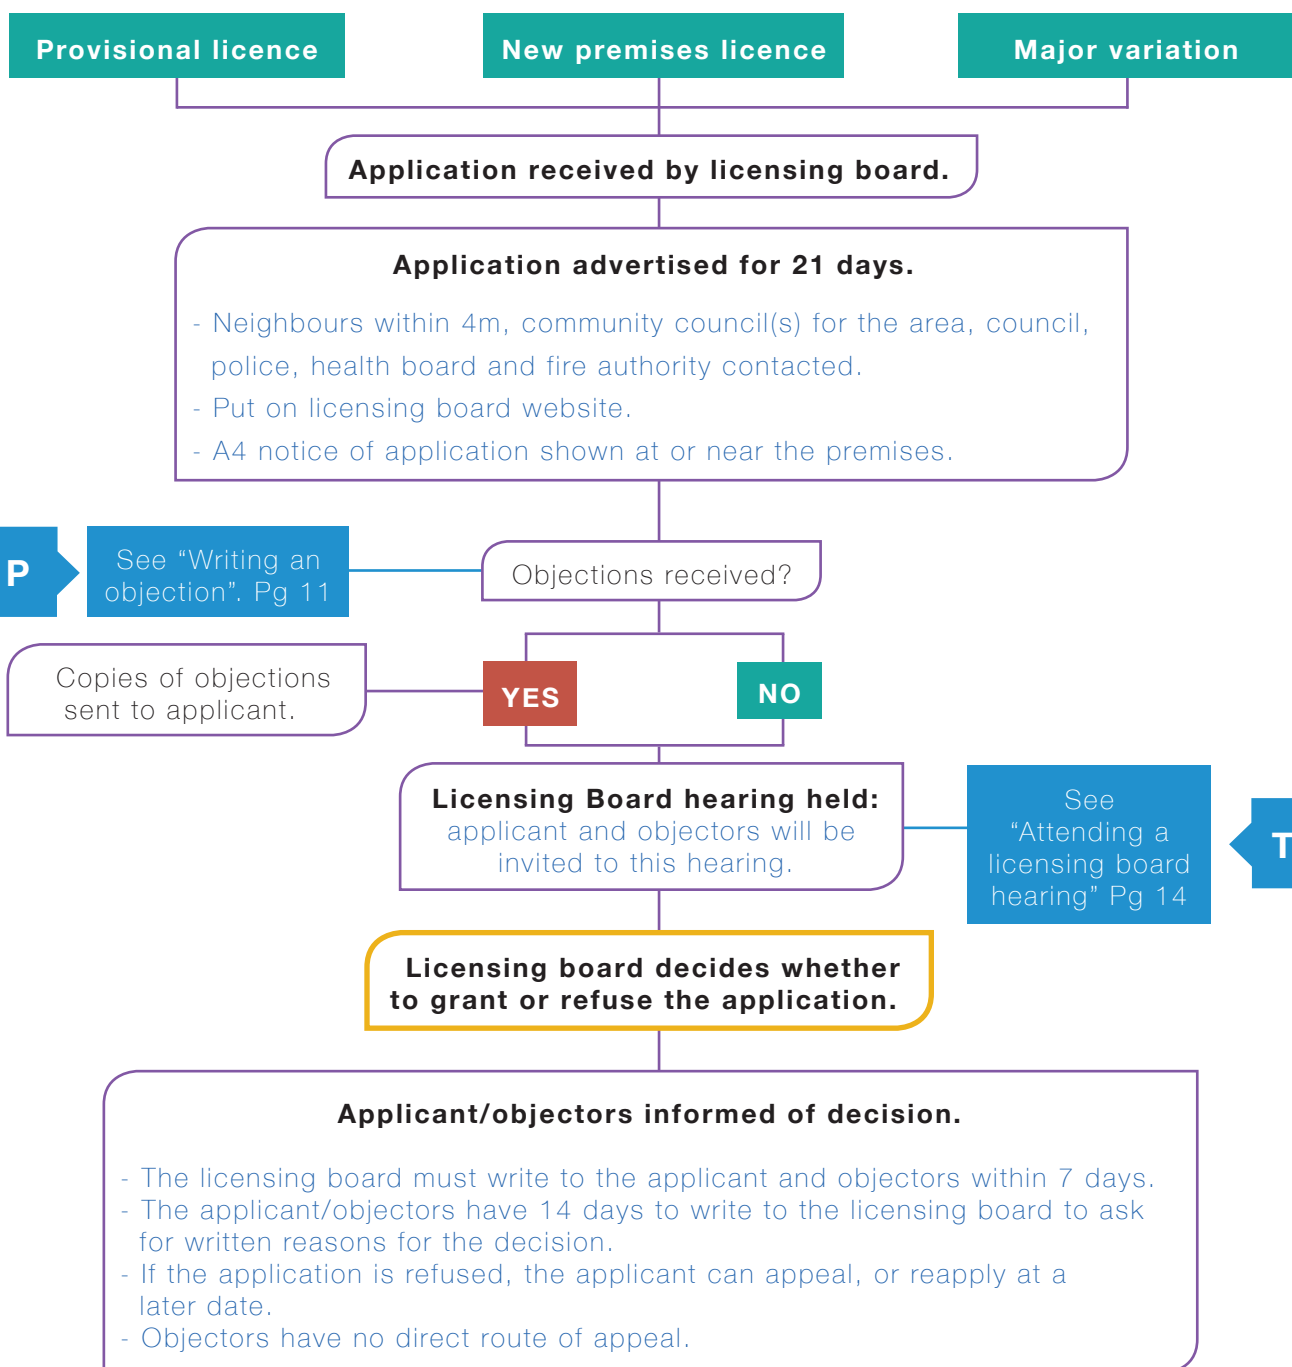 Provisional licence
New premises licence
Major variation
Application received by licensing board.
Application advertised for 21 days.
- Neighbours within 4m, community council(s) for the area, council,
police, health board and fire authority contacted.
- Put on licensing board website.
- A4 notice of application shown at or near the premises.
P
See “Writing an
objection”. Pg 11
Objections received?
Copies of objections
sent to applicant.
YES
NO
Licensing Board hearing held:
applicant and objectors will be
invited to this hearing.
See
“Attending a
licensing board
hearing” Pg 14
T
Licensing board decides whether
to grant or refuse the application.
Applicant/objectors informed of decision.
- The licensing board must write to the applicant and objectors within 7 days.
- The applicant/objectors have 14 days to write to the licensing board to ask
for written reasons for the decision.
- If the application is refused, the applicant can appeal, or reapply at a
later date.
- Objectors have no direct route of appeal.